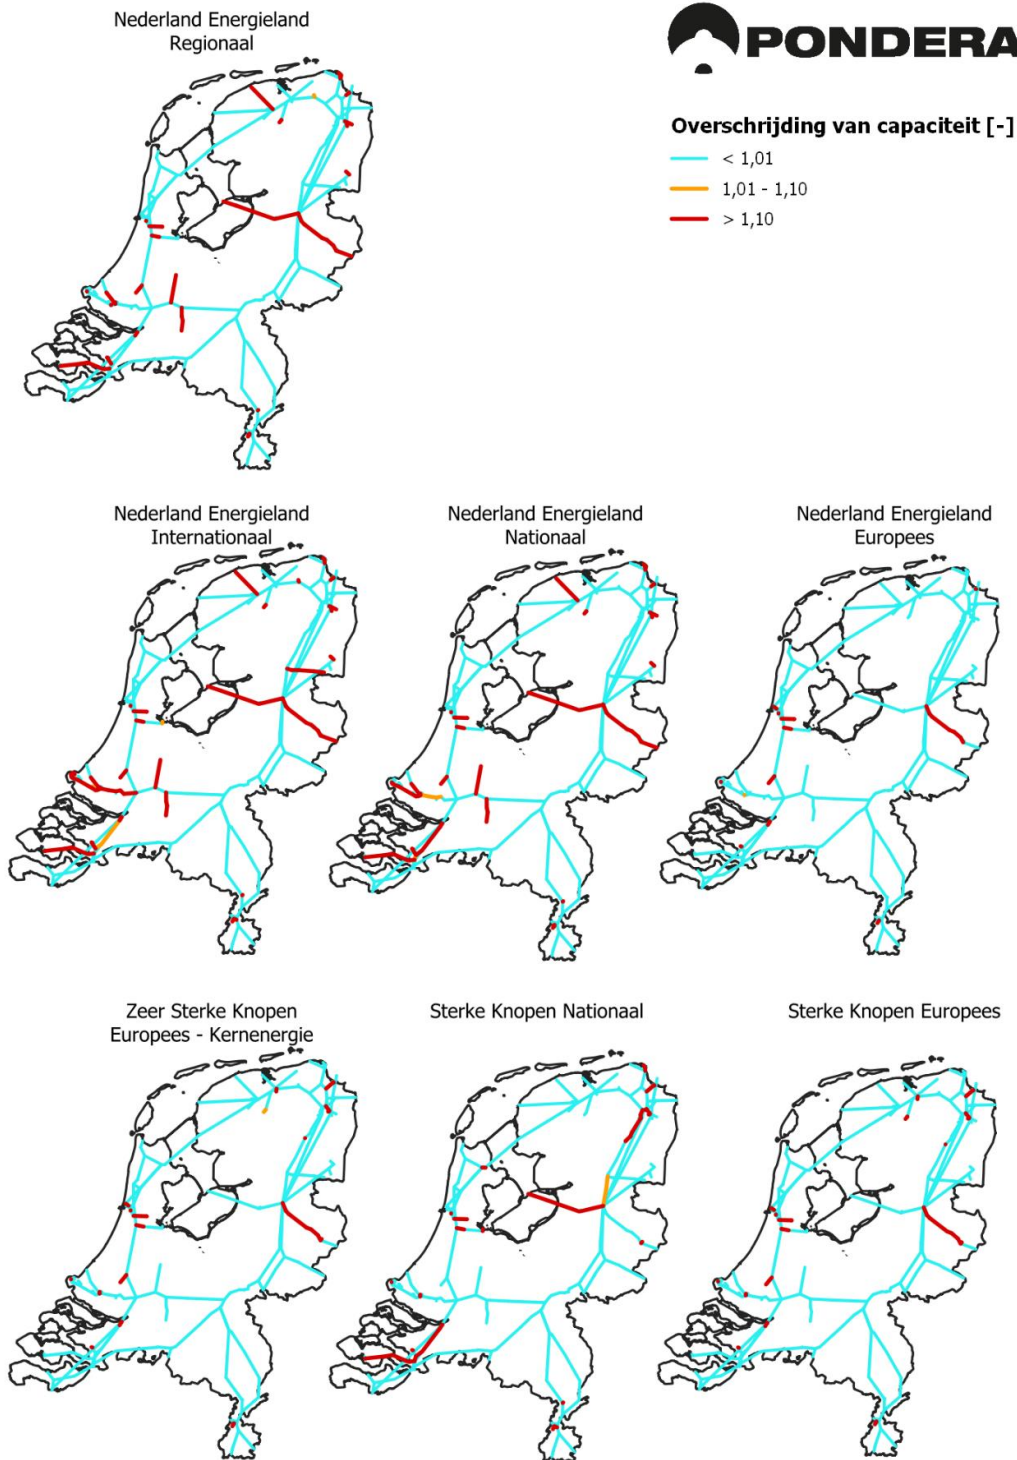 Nederland Energieland
Regionaal
PONDERA
Overschrijding van capaciteit [-]
< 1,01
1,01 - 1,10
> 1,10
Nederland Energieland
Internationaal
Nederland Energieland
Nationaal
Nederland Energieland
Europees
Zeer Sterke Knopen
Europees - Kernenergie
Sterke Knopen Nationaal
Sterke Knopen Europees